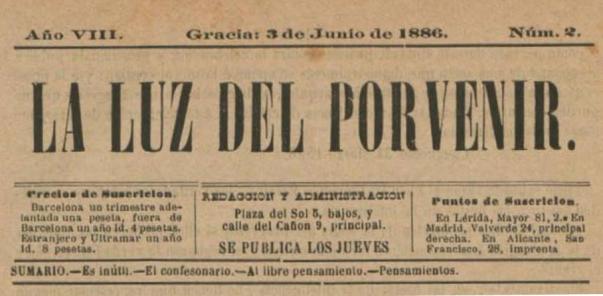 Año VIII. Gracia: 3 de Junio de 1886. Núm. 2.
LA LUZ DEL PORVENIR.
Precios de Suscricion.
Barcelona un trimestre ade-
lantado una peseta, fuera de
Barcelona un año id. 4 pesetas.
Estranjero y Ultramar un año
id. 8 pesetas.
REDACCION Y ADMINISTRACION
Plaza del Sol 5, bajos, y
calle del Cañon 9, principal.
SE PUBLICA LOS JUEVES
Puntos de Suscricion.
En Lérida, Mayor 81, 2.º En
Madrid, Valverde 24, principal
derecha. En Alicante, San
Francisco, 28, imprenta
SUMARIO.—Es inútil.—El confesonario.—Al libre pensamiento.—Pensamientos.